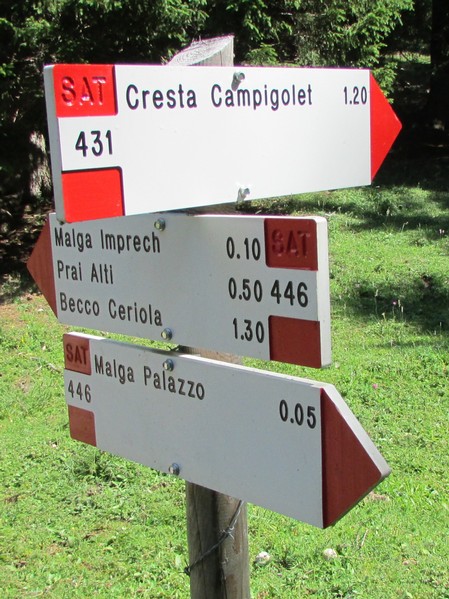 SAT Cresta Campigolet 1.20
431
Malga Imprech 0.10 SAT
Prai Alti 0.50 446
Becco Ceriola 1.30
SAT Malga Palazzo 0.05
446